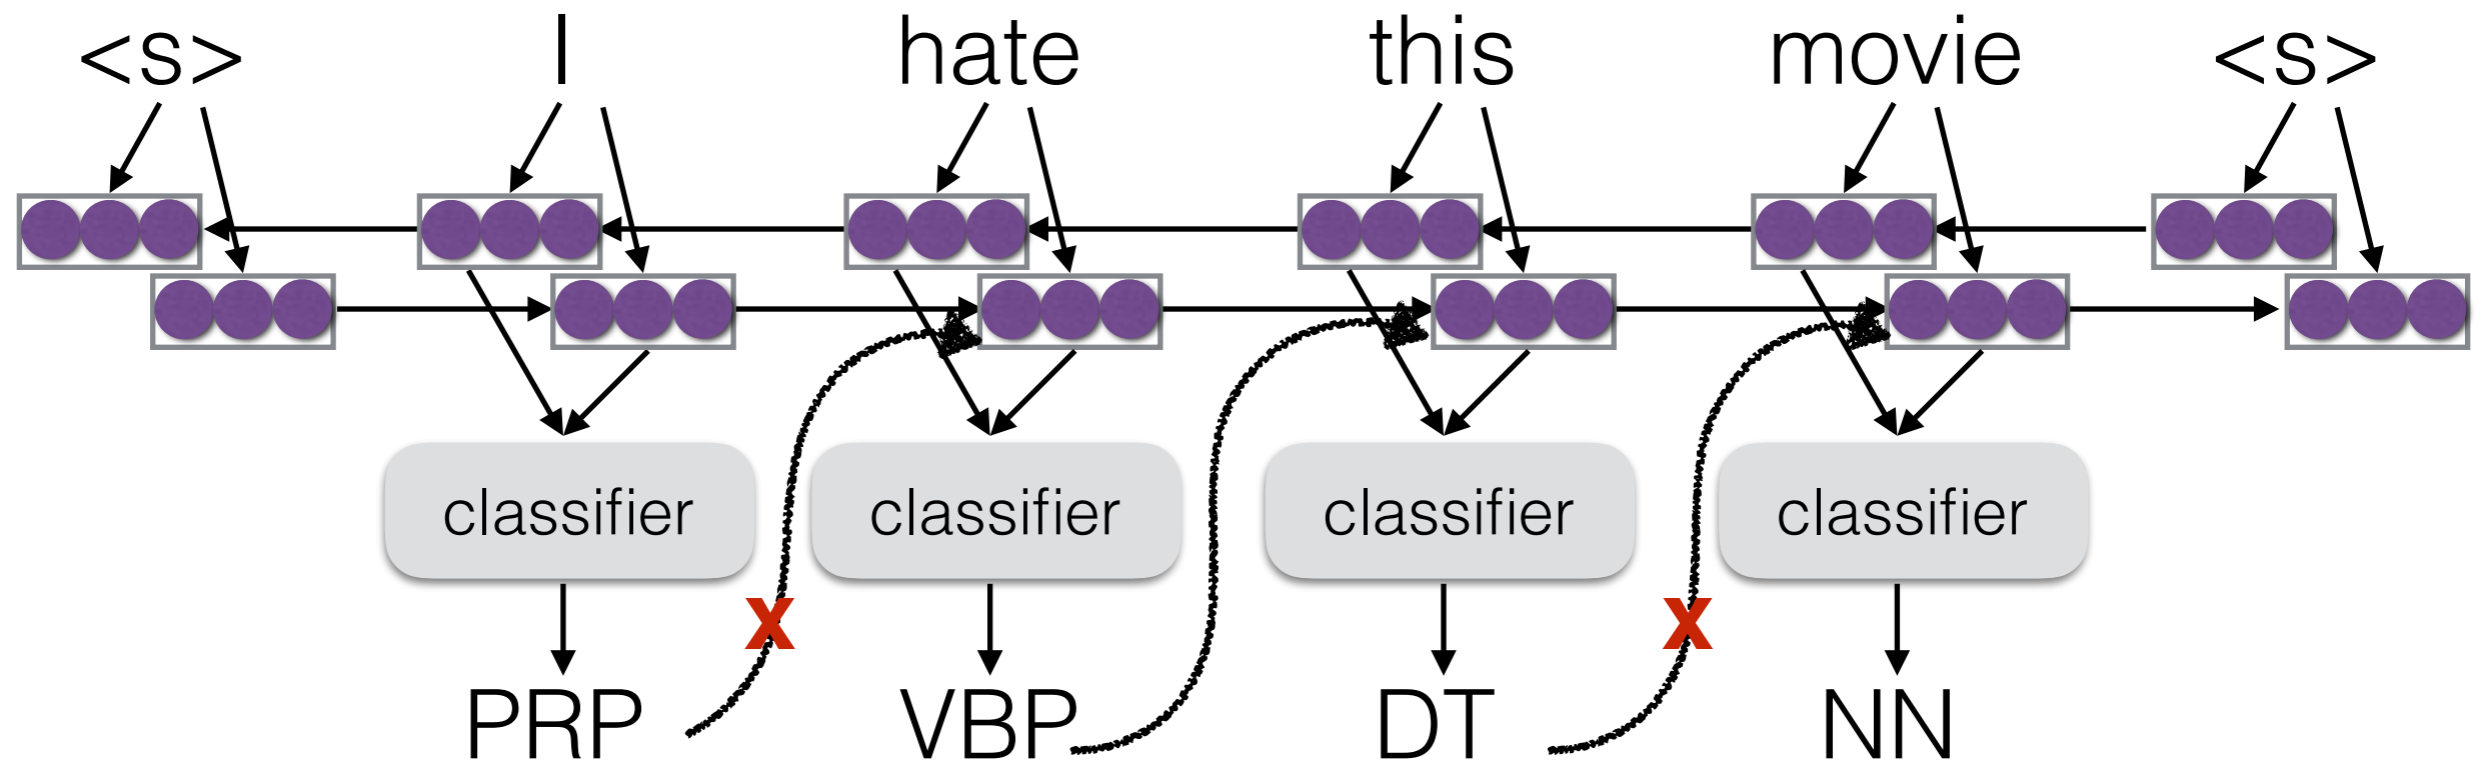 <s> I hate this movie <s>
classifier classifier classifier classifier
x x
PRP VBP DT NN